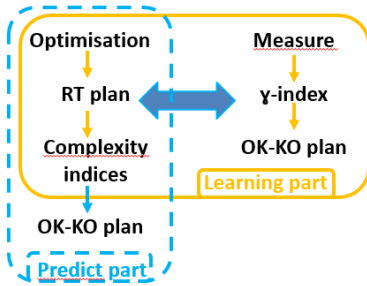 Optimisation
RT plan
Complexity
indices
OK-KO plan
Predict part
Measure
ɣ-index
OK-KO plan
Learning part